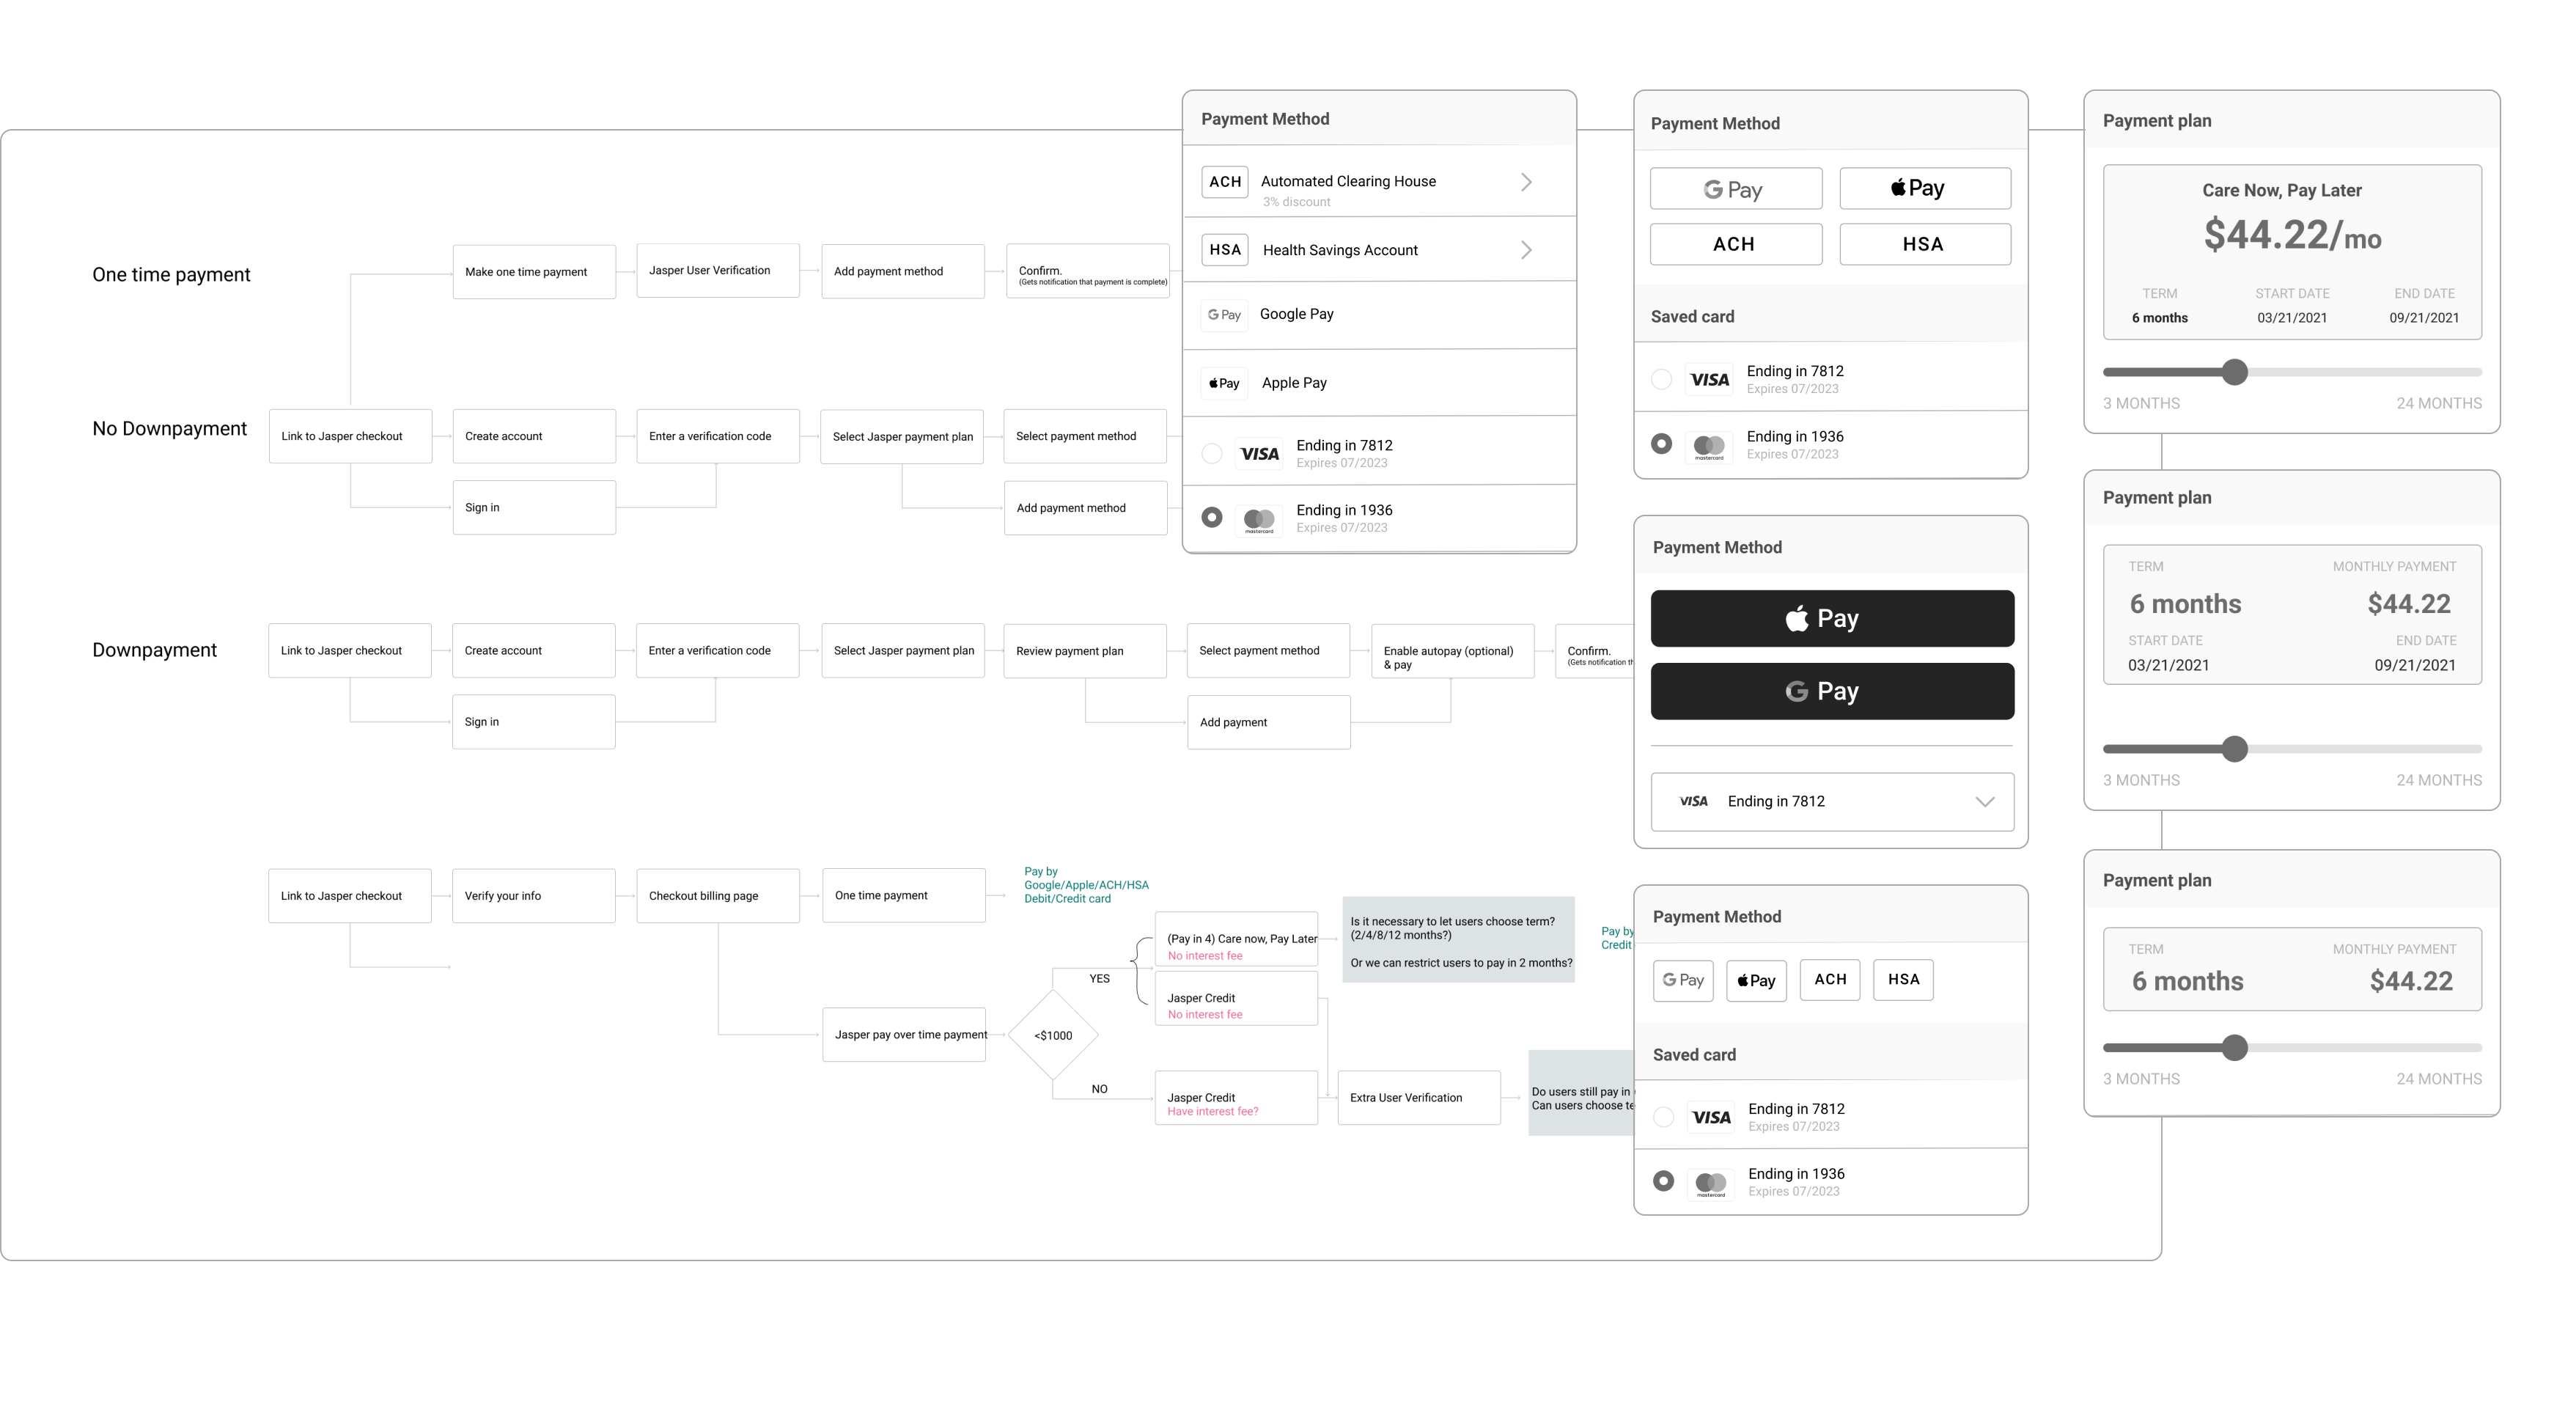 One time payment
Make one time payment
Jasper User Verification
Add payment method
Confirm.
(Gets notification that payment is complete)
No Downpayment
Link to Jasper checkout
Create account
Enter a verification code
Select Jasper payment plan
Select payment method
Sign in
Add payment method
Downpayment
Link to Jasper checkout
Create account
Enter a verification code
Select Jasper payment plan
Review payment plan
Select payment method
Enable autopay (optional)
& pay
Confirm.
(Gets notification
Sign in
Add payment
Link to Jasper checkout
Verify your info
Checkout billing page
One time payment
Pay by
Google/Apple/ACH/HSA
Debit/Credit card
Jasper pay over time payment
<$1000
YES
NO
(Pay in 4) Care now, Pay Later
No interest fee
Jasper Credit
No interest fee
Jasper Credit
Have interest fee?
Is it necessary to let users choose term?
(2/4/8/12 months?)
Or we can restrict users to pay in 2 months?
Pay by
Credit
Extra User Verification
Do users still pay in
Can users choose
Payment Method
ACH
Automated Clearing House
3% discount
HSA
Health Savings Account
G Pay
Google Pay
Pay
Apple Pay
VISA
Ending in 7812
Expires 07/2023
mastercard
Ending in 1936
Expires 07/2023
Payment Method
G Pay
Pay
ACH
HSA
Saved card
VISA
Ending in 7812
Expires 07/2023
mastercard
Ending in 1936
Expires 07/2023
Payment Method
Pay
G Pay
VISA
Ending in 7812
Payment Method
G Pay
Pay
ACH
HSA
Saved card
VISA
Ending in 7812
Expires 07/2023
mastercard
Ending in 1936
Expires 07/2023
Payment plan
Care Now, Pay Later
$44.22/mo
TERM
START DATE
END DATE
6 months
03/21/2021
09/21/2021
3 MONTHS
24 MONTHS
Payment plan
TERM
MONTHLY PAYMENT
6 months
$44.22
START DATE
END DATE
03/21/2021
09/21/2021
3 MONTHS
24 MONTHS
Payment plan
TERM
MONTHLY PAYMENT
6 months
$44.22
3 MONTHS
24 MONTHS